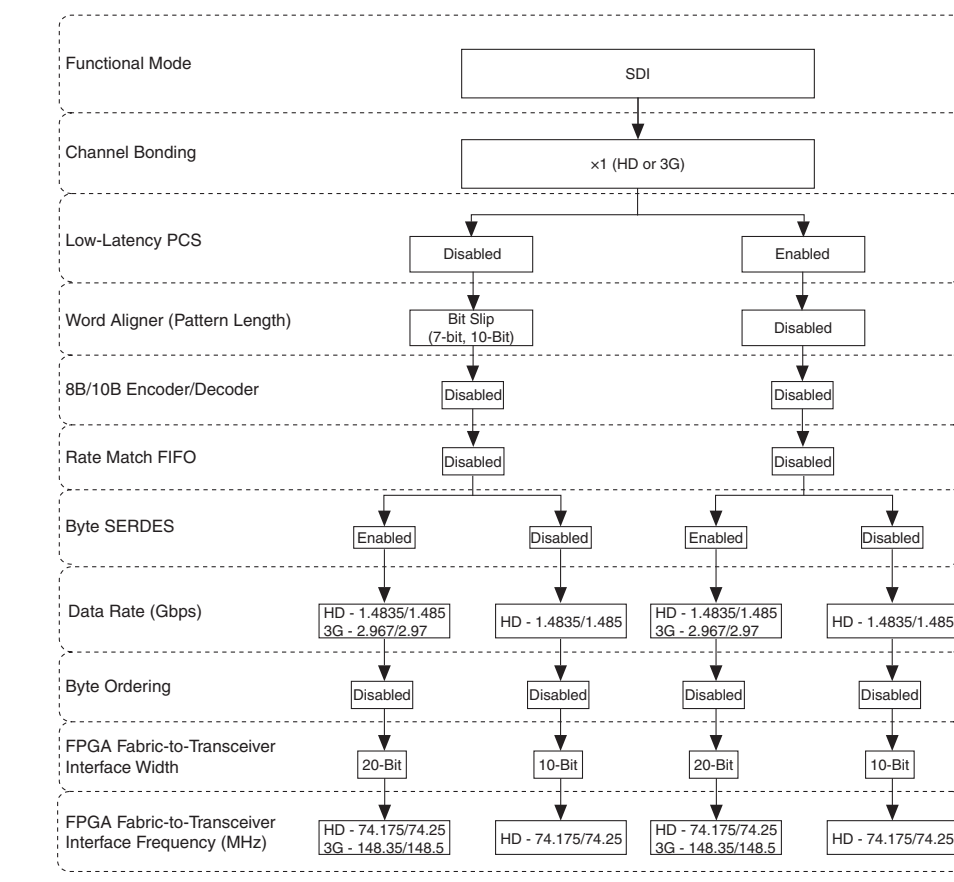 Functional Mode
SDI
Channel Bonding
×1 (HD or 3G)
Low-Latency PCS
Disabled
Enabled
Word Aligner (Pattern Length)
Bit Slip
(7-bit, 10-Bit)
Disabled
8B/10B Encoder/Decoder
Disabled
Disabled
Rate Match FIFO
Disabled
Disabled
Byte SERDES
Enabled
Disabled
Enabled
Disabled
Data Rate (Gbps)
HD - 1.4835/1.485
3G - 2.967/2.97
HD - 1.4835/1.485
HD - 1.4835/1.485
3G - 2.967/2.97
HD - 1.4835/1.485
Byte Ordering
Disabled
Disabled
Disabled
Disabled
FPGA Fabric-to-Transceiver
Interface Width
20-Bit
10-Bit
20-Bit
10-Bit
FPGA Fabric-to-Transceiver
Interface Frequency (MHz)
HD - 74.175/74.25
3G - 148.35/148.5
HD - 74.175/74.25
HD - 74.175/74.25
3G - 148.35/148.5
HD - 74.175/74.25